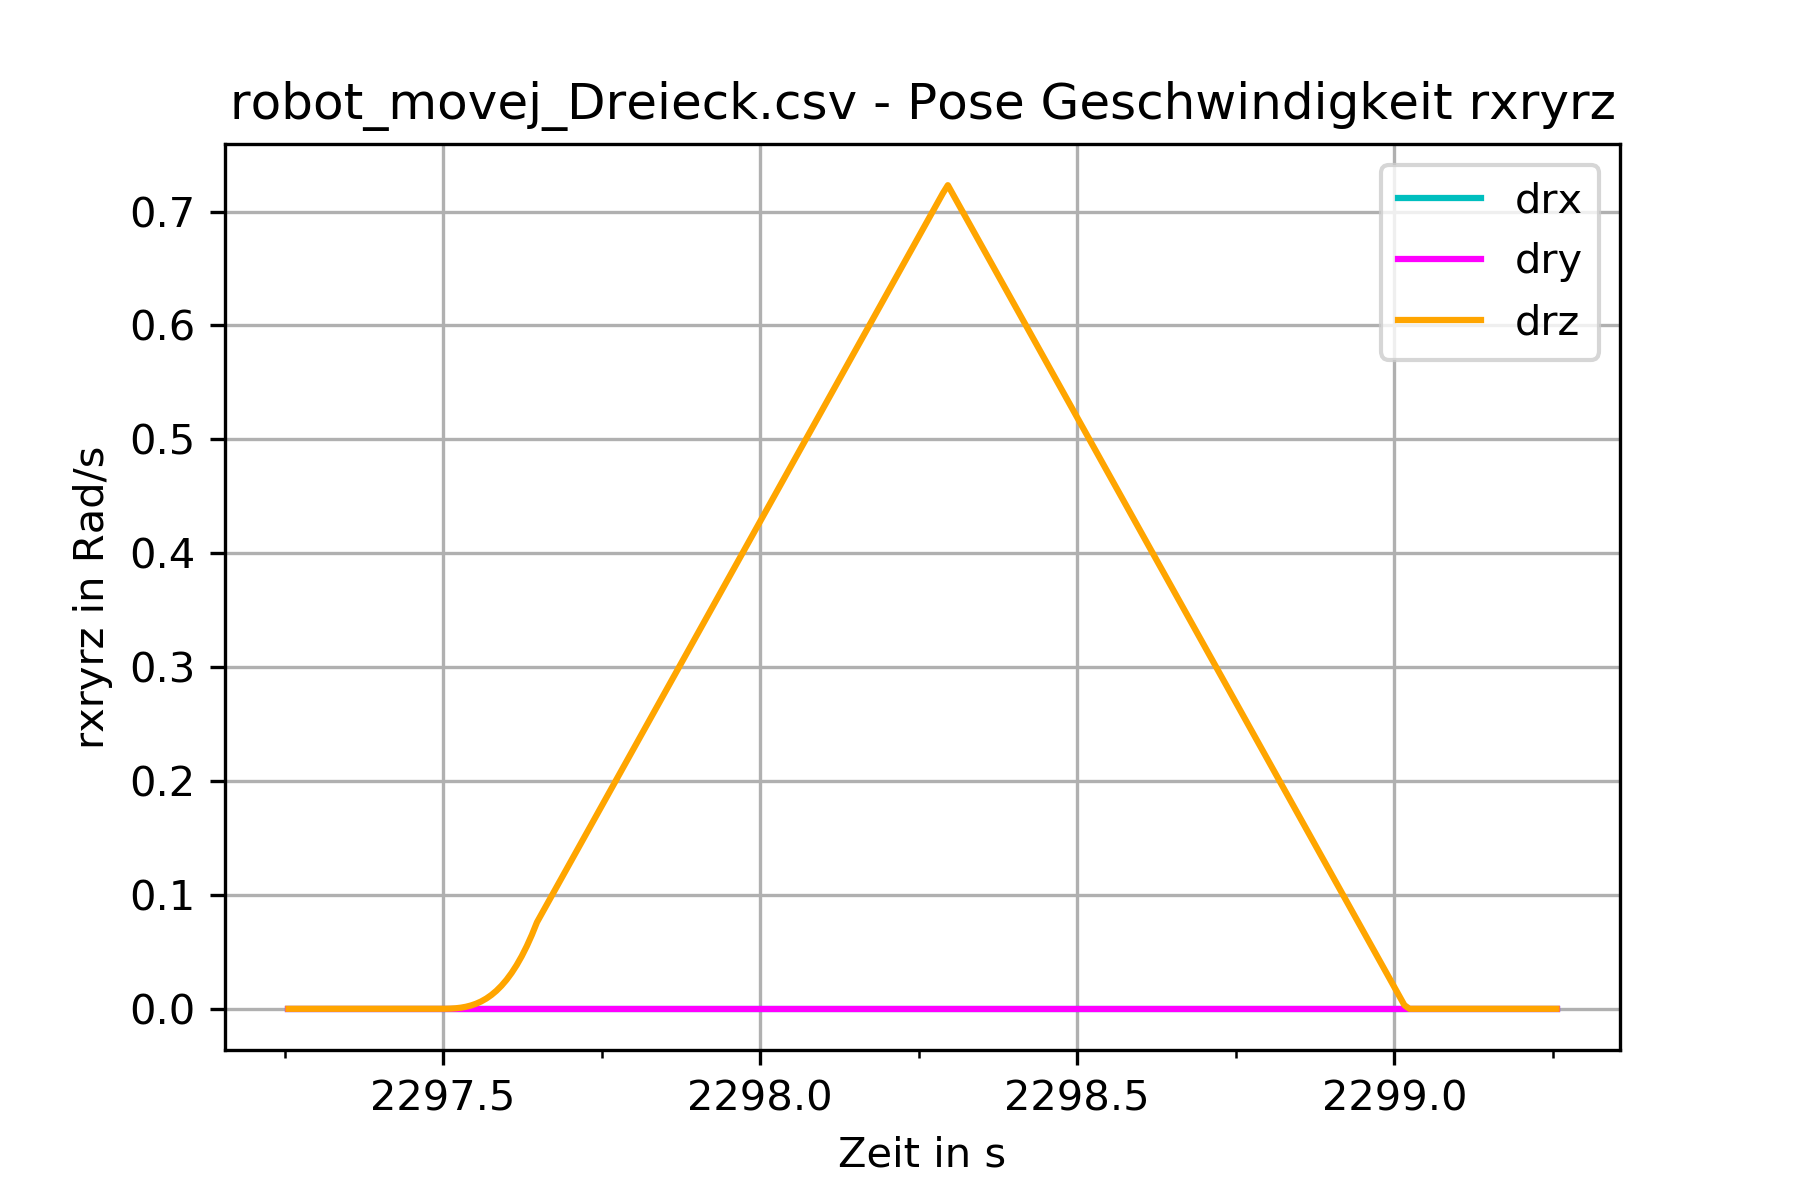 robot_movej_Dreieck.csv - Pose Geschwindigkeit rxryrz
drx
dry
drz
rxryrz in Rad/s
0.7
0.6
0.5
0.4
0.3
0.2
0.1
0.0
2297.5 2298.0 2298.5 2299.0
Zeit in s